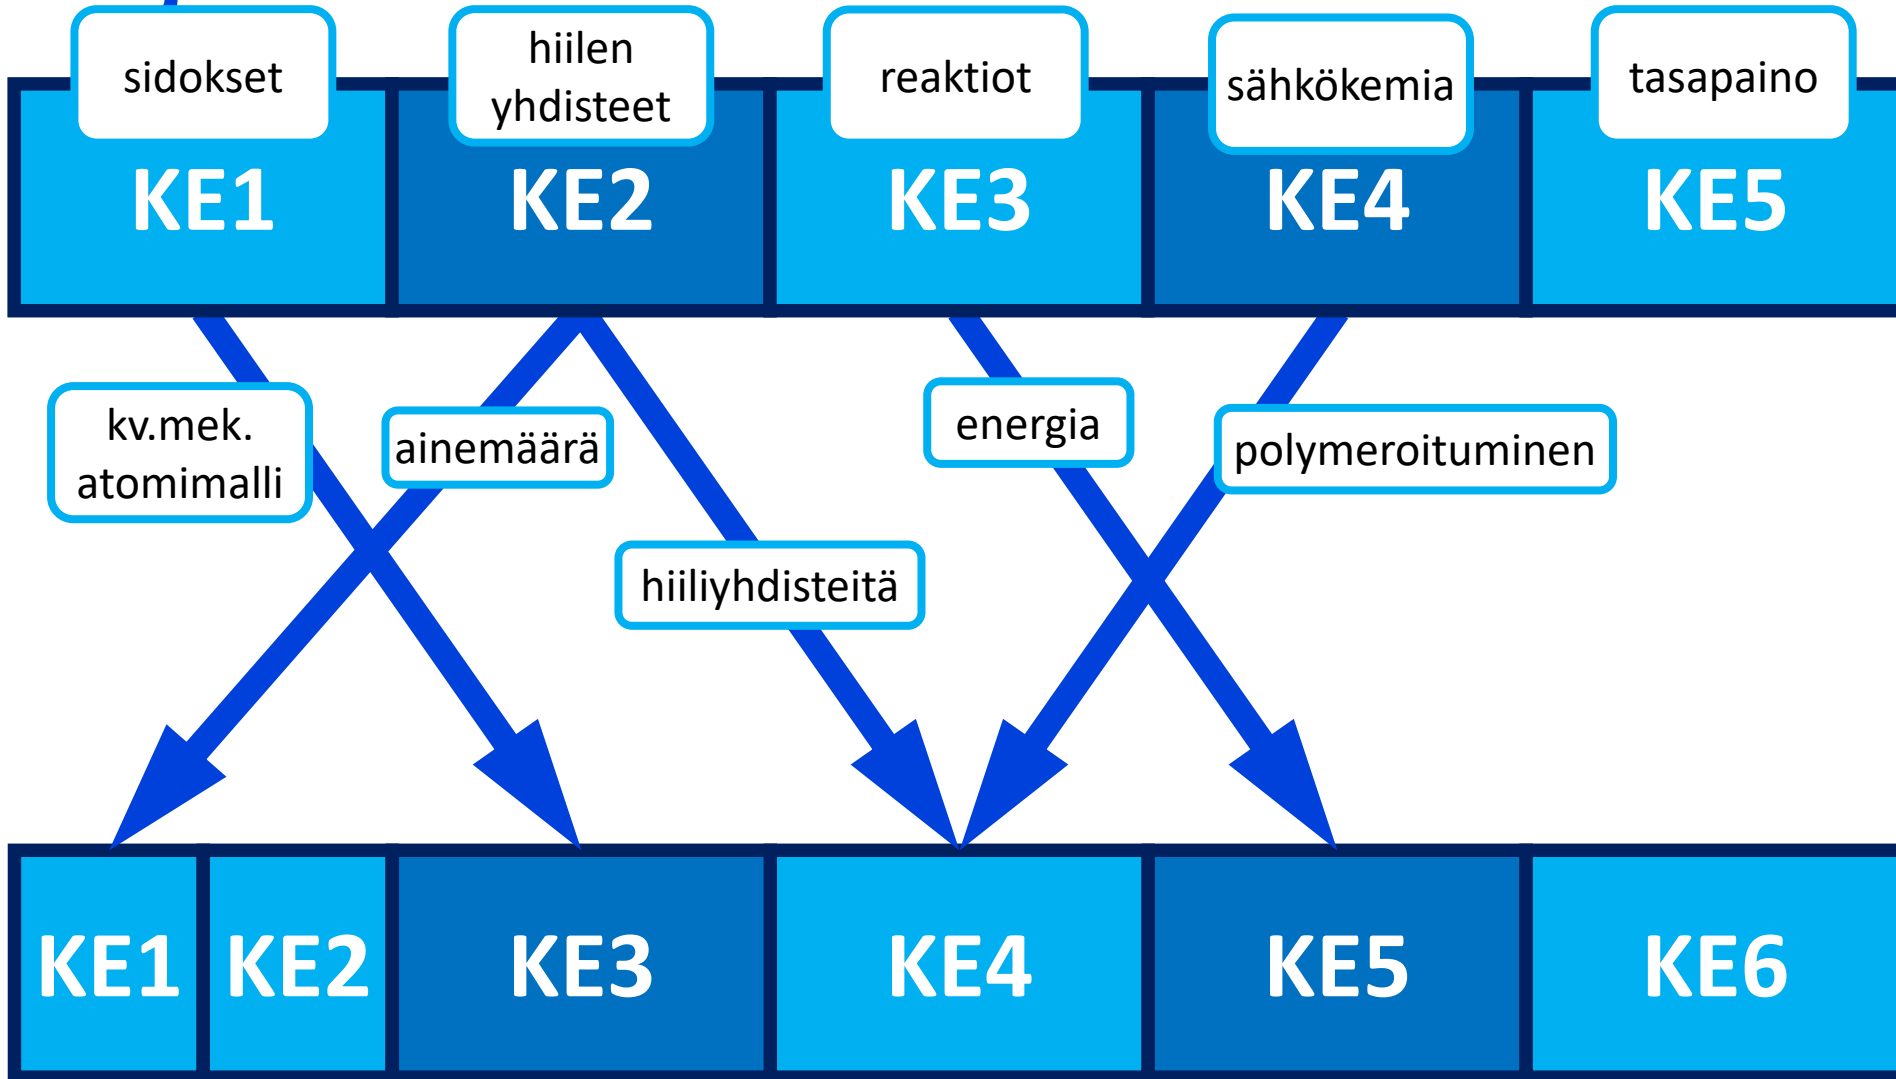 sidokset
hiilen
yhdisteet
reaktiot
sähkökemia
tasapaino
KE1
KE2
KE3
KE4
KE5
kv.mek.
atomimalli
ainemäärä
energia
polymeroituminen
hiiliyhdisteitä
KE1
KE2
KE3
KE4
KE5
KE6